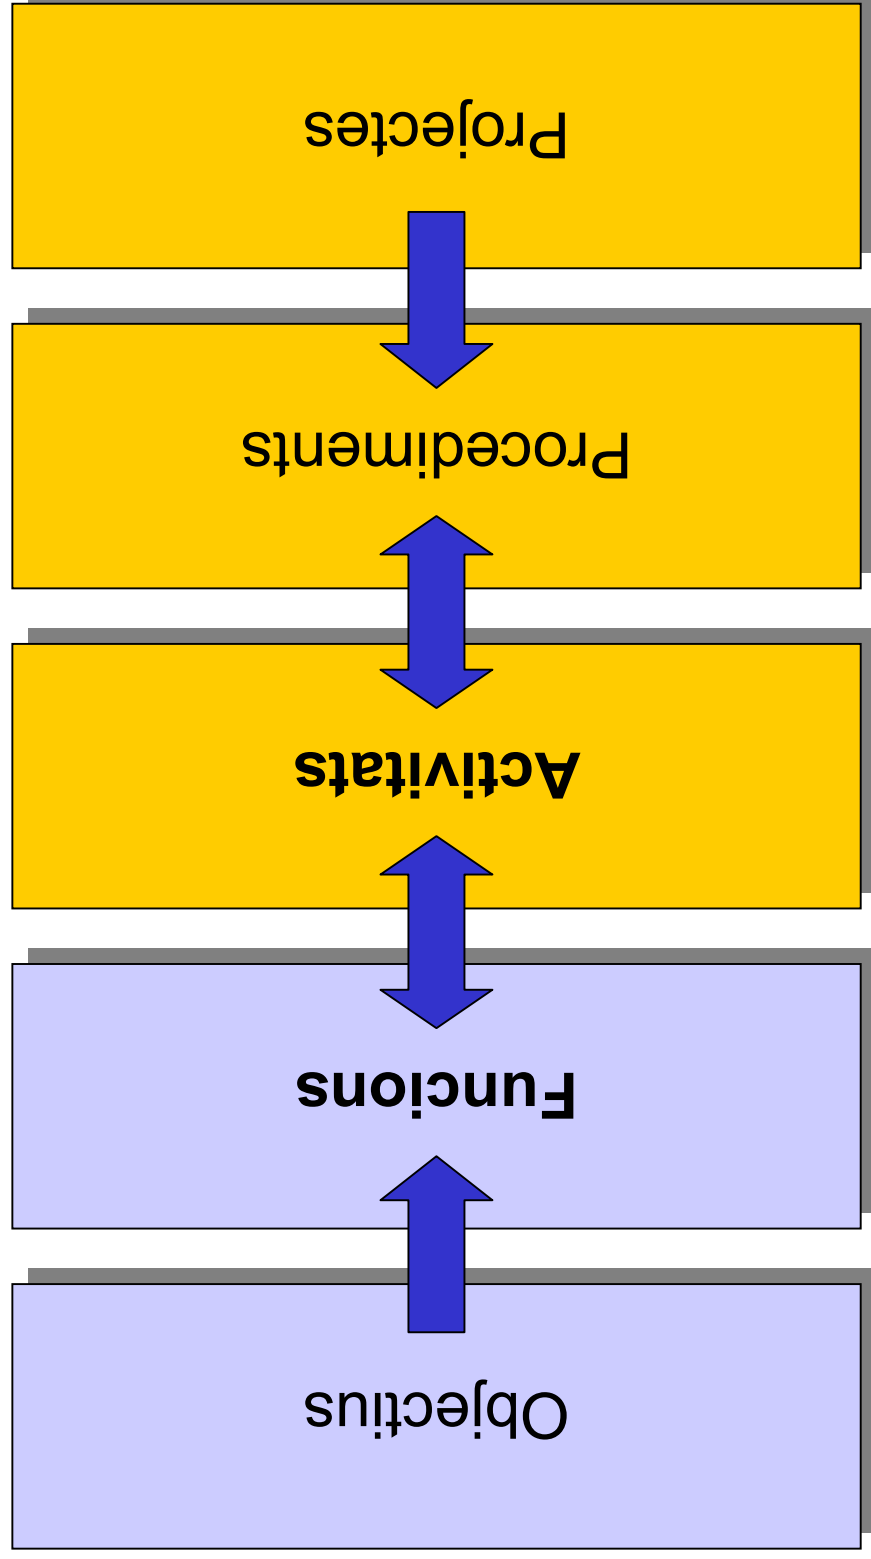 Objectius
Funcions
Activitats
Procediments
Projectes